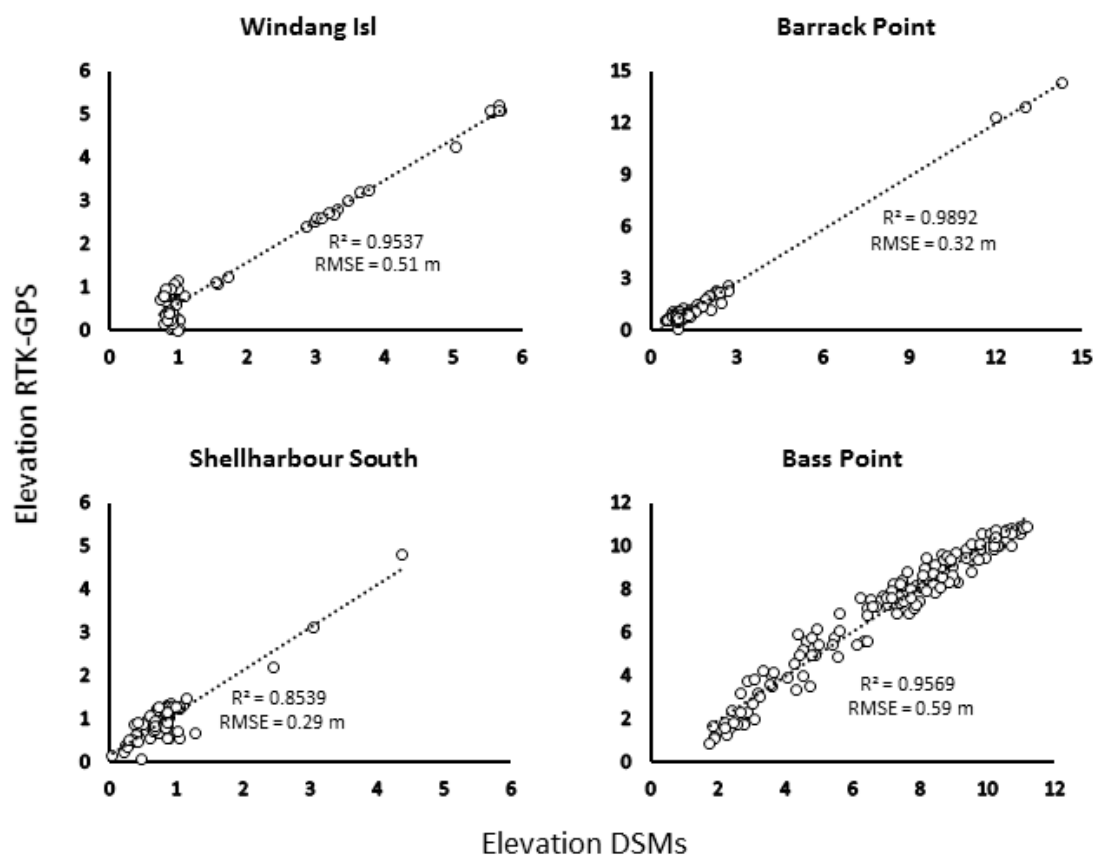 Windang Isl
6
5
4
3
2
1
0
0 1 2 3 4 5 6
R² = 0.9537
RMSE = 0.51 m
Barrack Point
15
12
9
6
3
0
0 3 6 9 12 15
R² = 0.9892
RMSE = 0.32 m
Elevation RTK-GPS
Shellharbour South
6
5
4
3
2
1
0
0 1 2 3 4 5 6
R² = 0.8539
RMSE = 0.29 m
Bass Point
12
10
8
6
4
2
0
0 2 4 6 8 10 12
R² = 0.9569
RMSE = 0.59 m
Elevation DSMs